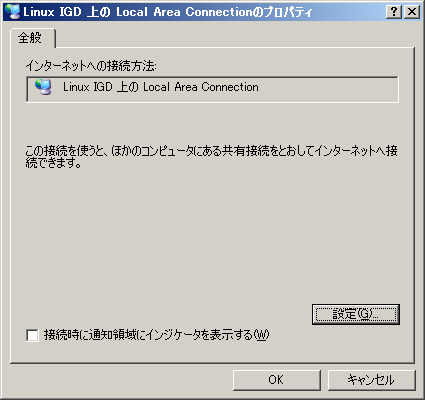 Linux IGD 上の Local Area Connectionのプロパティ
全般
インターネットへの接続方法:
Linux IGD 上の Local Area Connection
この接続を使うと、ほかのコンピュータにある共有接続をとおしてインターネットへ接
続できます。
設定(G)...
接続時に通知領域にインジケータを表示する(W)
OK
キャンセル